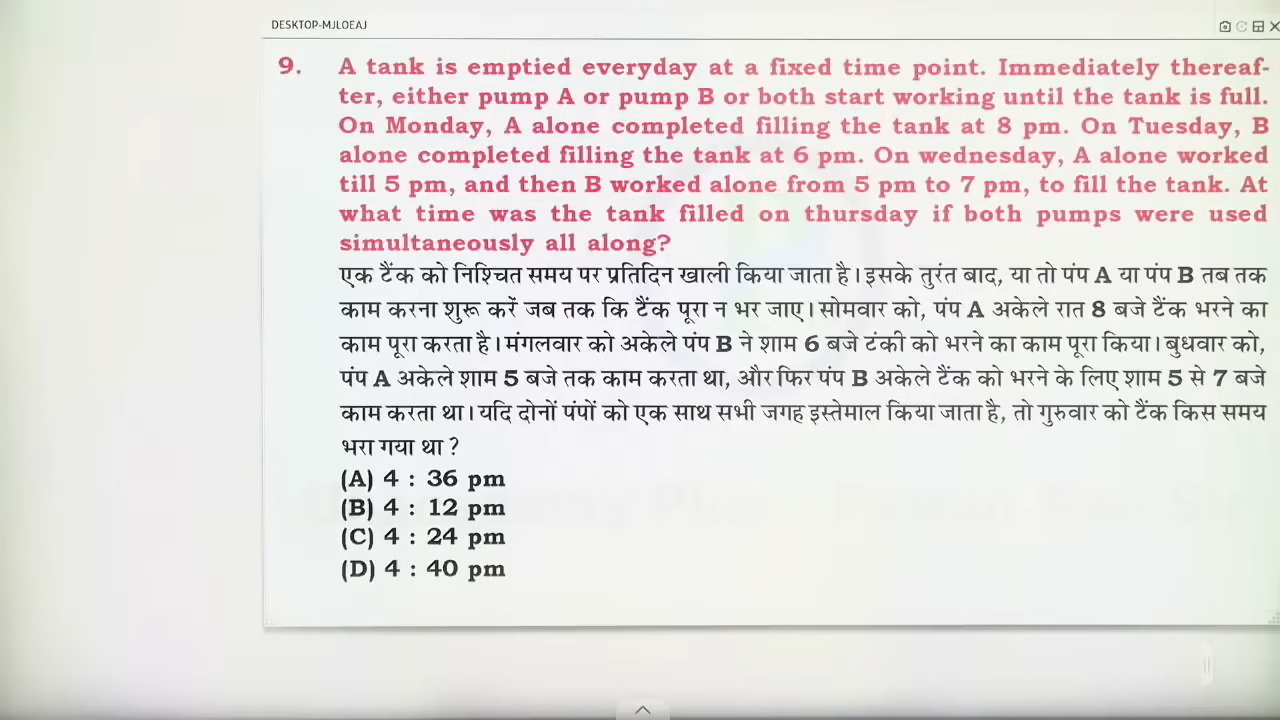 DESKTOP-MJLOEAJ
9. A tank is emptied everyday at a fixed time point. Immediately thereaf-
ter, either pump A or pump B or both start working until the tank is full.
On Monday, A alone completed filling the tank at 8 pm. On Tuesday, B
alone completed filling the tank at 6 pm. On wednesday, A alone worked
till 5 pm, and then B worked alone from 5 pm to 7 pm, to fill the tank. At
what time was the tank filled on thursday if both pumps were used
simultaneously all along?
एक टैंक को निश्चित समय पर प्रतिदिन खाली किया जाता है। इसके तुरंत बाद, या तो पंप A या पंप B तब तक
काम करना शुरू करें जब तक कि टैंक पूरा न भर जाए। सोमवार को, पंप A अकेले रात 8 बजे टैंक भरने का
काम पूरा करता है। मंगलवार को अकेले पंप B ने शाम 6 बजे टंकी को भरने का काम पूरा किया। बुधवार को,
पंप A अकेले शाम 5 बजे तक काम करता था, और फिर पंप B अकेले टैंक को भरने के लिए शाम 5 से 7 बजे
काम करता था। यदि दोनों पंपों को एक साथ सभी जगह इस्तेमाल किया जाता है, तो गुरुवार को टैंक किस समय
भरा गया था ?
(A) 4 : 36 pm
(B) 4 : 12 pm
(C) 4 : 24 pm
(D) 4 : 40 pm